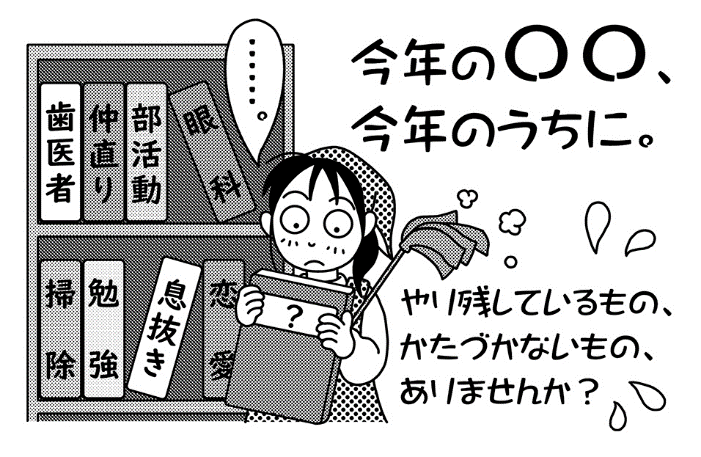 今年の〇〇、
今年のうちに。
……。
歯医者
仲直り
部活動
眼科
掃除
勉強
息抜き
恋愛
?
やり残しているもの、
かたづかないもの、
ありませんか?